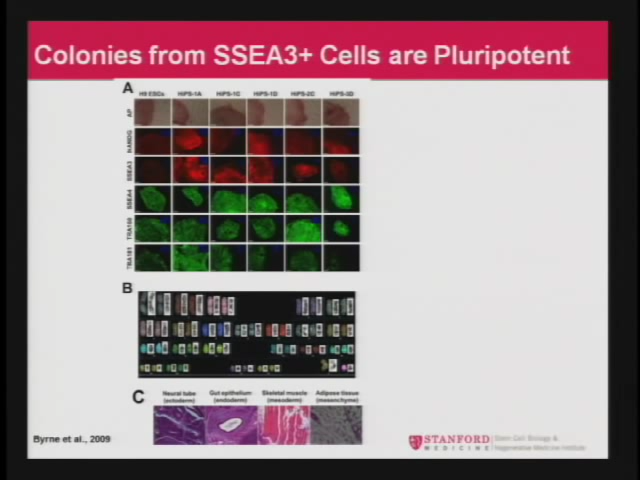 Colonies from SSEA3+ Cells are Pluripotent
A
H9 ESCs HiPS-1A HiPS-1C HiPS-1D HiPS-2C HiPS-2D
AP
NANOG
SSEA3
SSEA4
TRA160
TRA181
B
C
Neural tube Gut epithelium Skeletal muscle Adipose tissue
(ectoderm) (endoderm) (mesoderm) (mesenchyme)
Byrne et al., 2009
STANFORD Stem Cell Biology &
MEDICINE Regenerative Medicine Institute